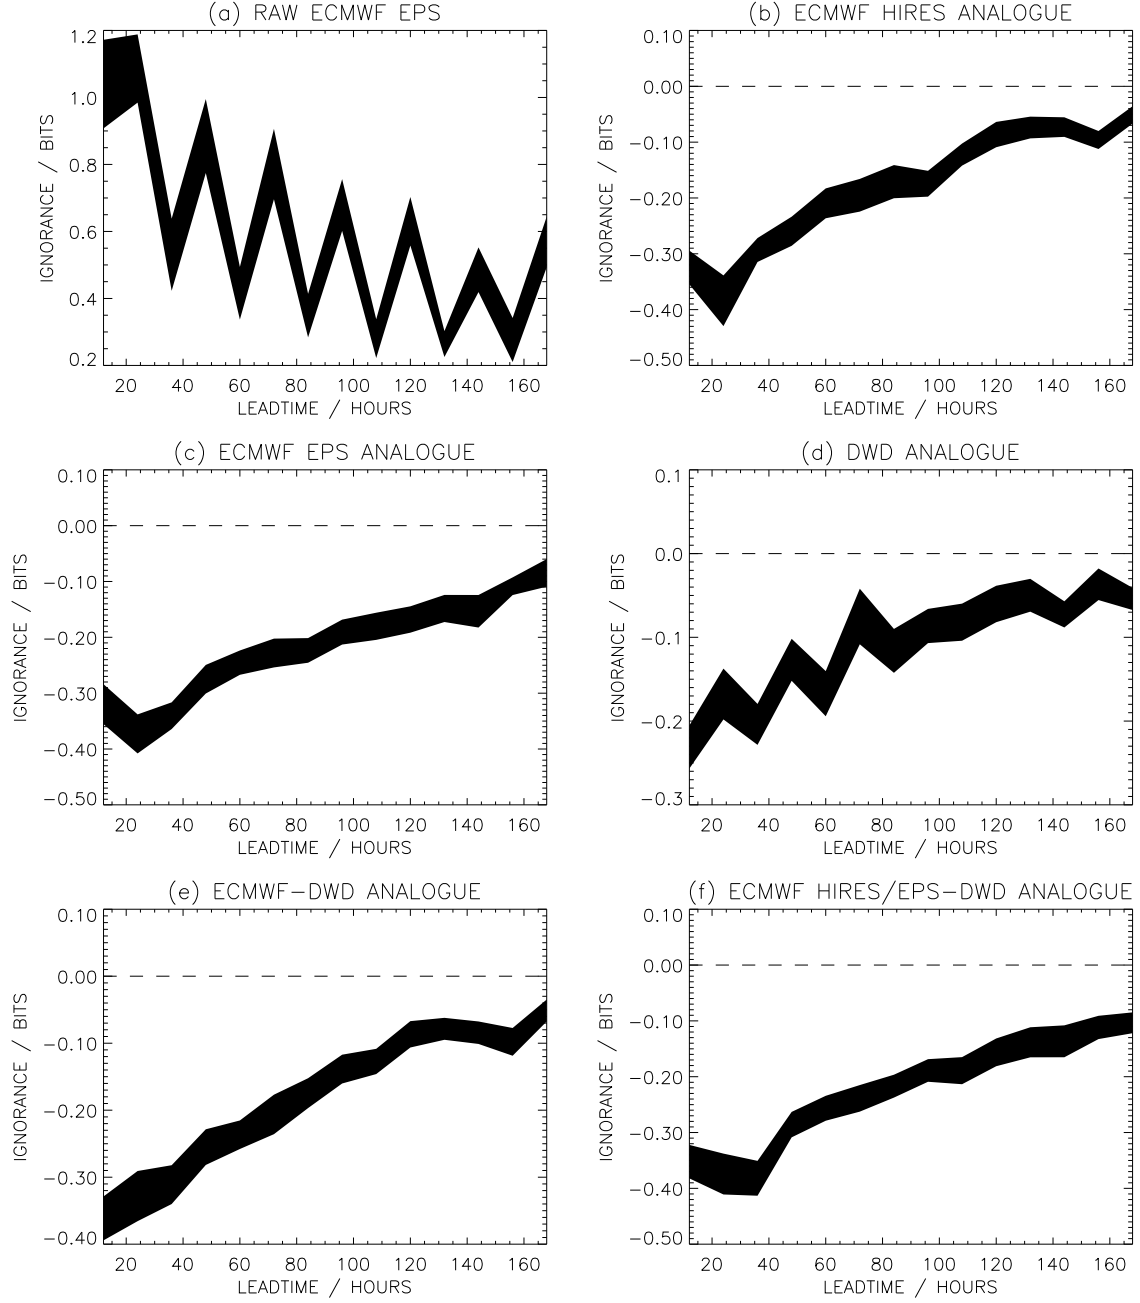 (a) RAW ECMWF EPS
IGNORANCE / BITS
1.2
1.0
0.8
0.6
0.4
0.2
20 40 60 80 100 120 140 160
LEADTIME / HOURS
(b) ECMWF HIRES ANALOGUE
IGNORANCE / BITS
0.10
0.00
−0.10
−0.20
−0.30
−0.40
−0.50
20 40 60 80 100 120 140 160
LEADTIME / HOURS
(c) ECMWF EPS ANALOGUE
IGNORANCE / BITS
0.10
0.00
−0.10
−0.20
−0.30
−0.40
−0.50
20 40 60 80 100 120 140 160
LEADTIME / HOURS
(d) DWD ANALOGUE
IGNORANCE / BITS
0.1
0.0
−0.1
−0.2
−0.3
20 40 60 80 100 120 140 160
LEADTIME / HOURS
(e) ECMWF−DWD ANALOGUE
IGNORANCE / BITS
0.10
0.00
−0.10
−0.20
−0.30
−0.40
20 40 60 80 100 120 140 160
LEADTIME / HOURS
(f) ECMWF HIRES/EPS−DWD ANALOGUE
IGNORANCE / BITS
0.10
0.00
−0.10
−0.20
−0.30
−0.40
−0.50
20 40 60 80 100 120 140 160
LEADTIME / HOURS